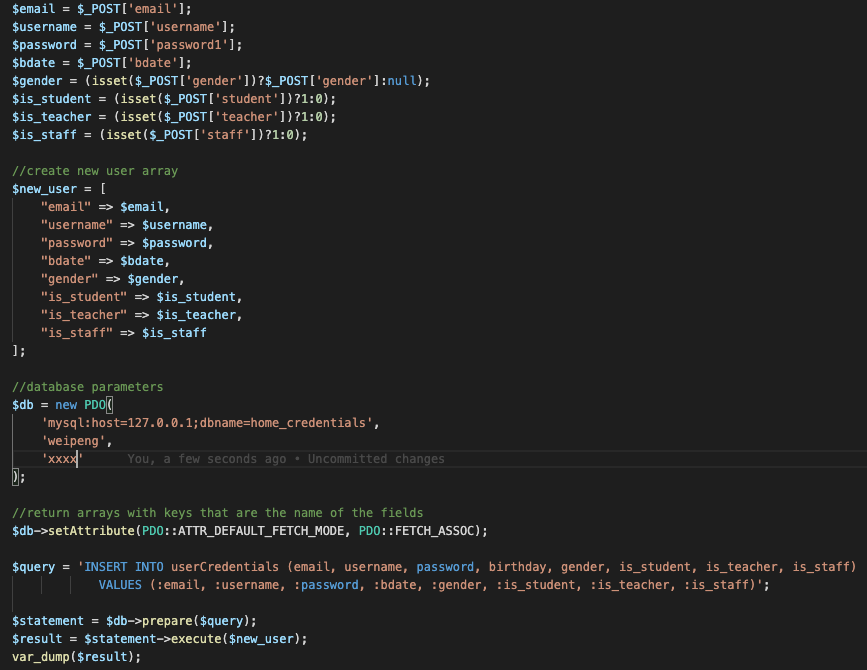 $email = $_POST['email'];
$username = $_POST['username'];
$password = $_POST['password1'];
$bdate = $_POST['bdate'];
$gender = (isset($_POST['gender'])?$_POST['gender']:null);
$is_student = (isset($_POST['student'])?1:0);
$is_teacher = (isset($_POST['teacher'])?1:0);
$is_staff = (isset($_POST['staff'])?1:0);
//create new user array
$new_user = [
"email" => $email,
"username" => $username,
"password" => $password,
"bdate" => $bdate,
"gender" => $gender,
"is_student" => $is_student,
"is_teacher" => $is_teacher,
"is_staff" => $is_staff
];
//database parameters
$db = new PDO(
'mysql:host=127.0.0.1;dbname=home_credentials',
'weipeng',
'xxxx' You, a few seconds ago • Uncommitted changes
);
//return arrays with keys that are the name of the fields
$db->setAttribute(PDO::ATTR_DEFAULT_FETCH_MODE, PDO::FETCH_ASSOC);
$query = 'INSERT INTO userCredentials (email, username, password, birthday, gender, is_student, is_teacher, is_staff)
VALUES (:email, :username, :password, :bdate, :gender, :is_student, :is_teacher, :is_staff)';
$statement = $db->prepare($query);
$result = $statement->execute($new_user);
var_dump($result);